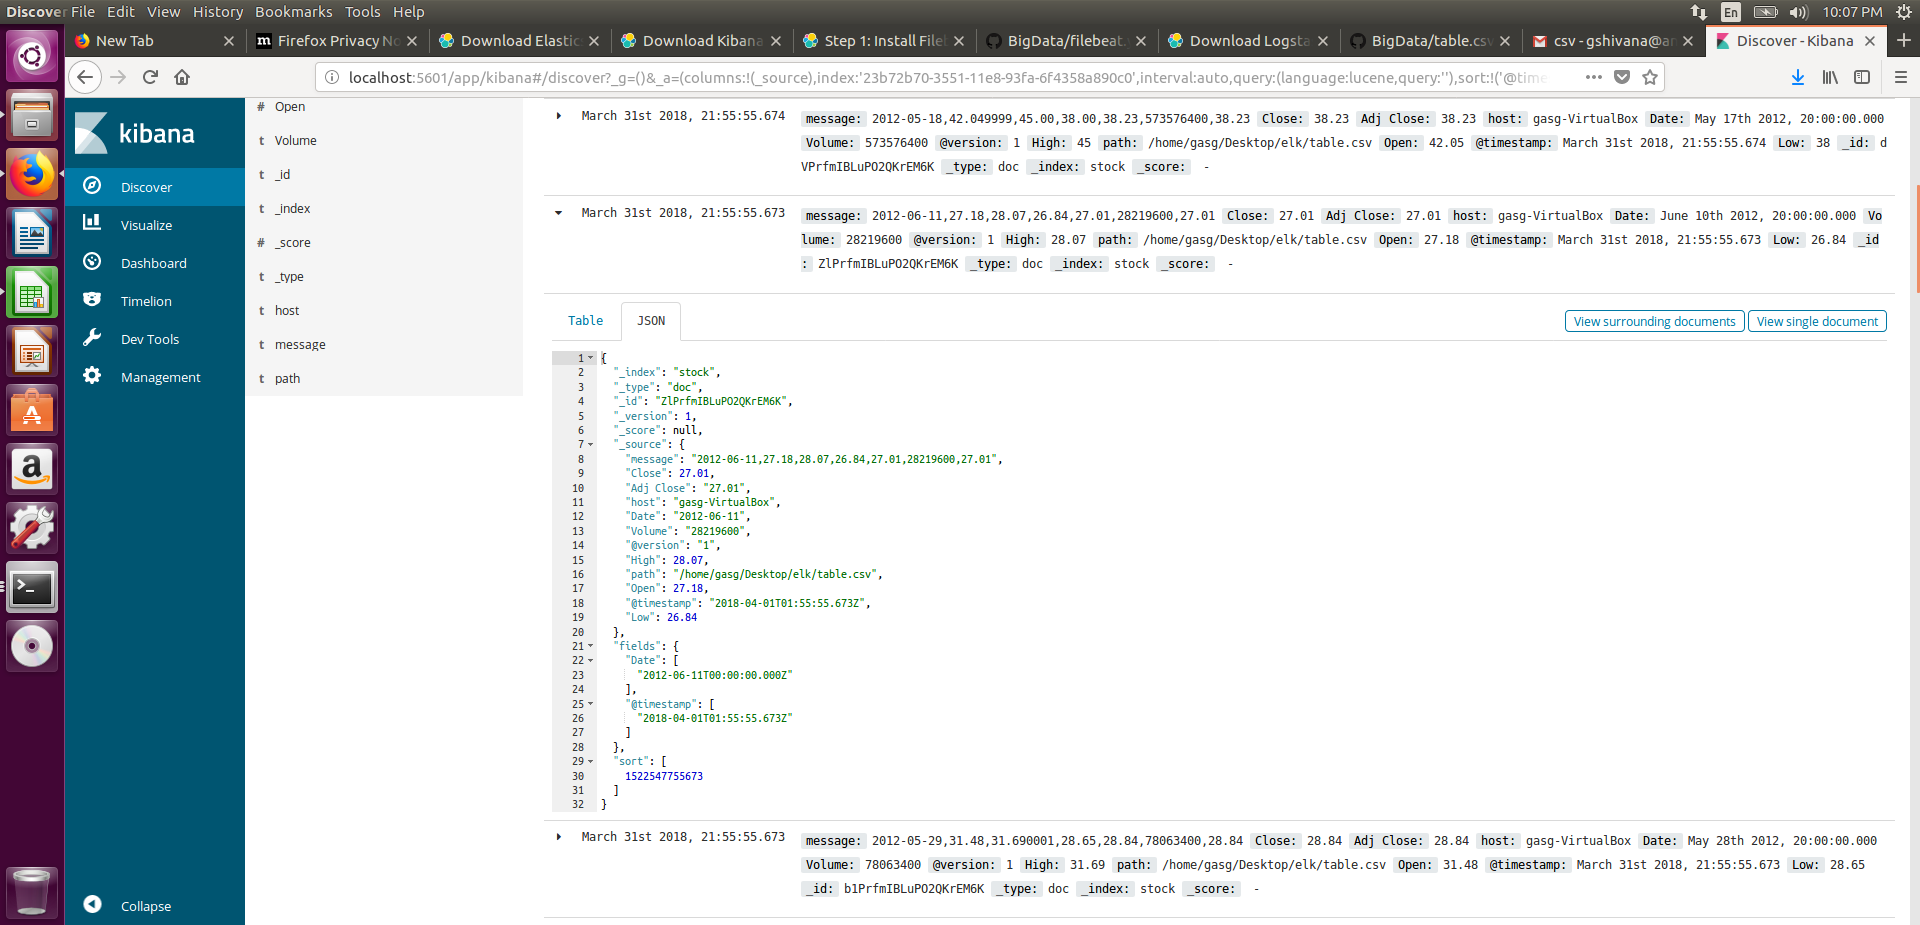 Discover File Edit View History Bookmarks Tools Help En 10:07 PM
New Tab Firefox Privacy No Download Elastic Download Kibana Step 1: Install File BigData/filebeat.y Download Logsta BigData/table.csv csv - gshivana@ Discover - Kibana
localhost:5601/app/kibana#/discover?_g=()&_a=(columns:!(_source),index:'23b72b70-3551-11e8-93fa-6f4358a890c0',interval:auto,query:(language:lucene,query:''),sort:!('@time
kibana
Discover
Visualize
Dashboard
Timelion
Dev Tools
Management
Collapse
# Open
t Volume
t _id
t _index
# _score
t _type
t host
t message
t path
March 31st 2018, 21:55:55.674 message: 2012-05-18,42.049999,45.00,38.00,38.23,573576400,38.23 Close: 38.23 Adj Close: 38.23 host: gasg-VirtualBox Date: May 17th 2012, 20:00:00.000
Volume: 573576400 @version: 1 High: 45 path: /home/gasg/Desktop/elk/table.csv Open: 42.05 @timestamp: March 31st 2018, 21:55:55.674 Low: 38 _id: d
VPrfmIBLuPO2QKrEM6K _type: doc _index: stock _score: -
March 31st 2018, 21:55:55.673 message: 2012-06-11,27.18,28.07,26.84,27.01,28219600,27.01 Close: 27.01 Adj Close: 27.01 host: gasg-VirtualBox Date: June 10th 2012, 20:00:00.000 Vo
lume: 28219600 @version: 1 High: 28.07 path: /home/gasg/Desktop/elk/table.csv Open: 27.18 @timestamp: March 31st 2018, 21:55:55.673 Low: 26.84 _id
: ZlPrfmIBLuPO2QKrEM6K _type: doc _index: stock _score: -
Table JSON View surrounding documents View single document
1 {
2 "_index": "stock",
3 "_type": "doc",
4 "_id": "ZlPrfmIBLuPO2QKrEM6K",
5 "_version": 1,
6 "_score": null,
7 "_source": {
8 "message": "2012-06-11,27.18,28.07,26.84,27.01,28219600,27.01",
9 "Close": 27.01,
10 "Adj Close": "27.01",
11 "host": "gasg-VirtualBox",
12 "Date": "2012-06-11",
13 "Volume": "28219600",
14 "@version": "1",
15 "High": 28.07,
16 "path": "/home/gasg/Desktop/elk/table.csv",
17 "Open": 27.18,
18 "@timestamp": "2018-04-01T01:55:55.673Z",
19 "Low": 26.84
20 },
21 "fields": {
22 "Date": [
23 "2012-06-11T00:00:00.000Z"
24 ],
25 "@timestamp": [
26 "2018-04-01T01:55:55.673Z"
27 ]
28 },
29 "sort": [
30 1522547755673
31 ]
32 }
March 31st 2018, 21:55:55.673 message: 2012-05-29,31.48,31.690001,28.65,28.84,78063400,28.84 Close: 28.84 Adj Close: 28.84 host: gasg-VirtualBox Date: May 28th 2012, 20:00:00.000
Volume: 78063400 @version: 1 High: 31.69 path: /home/gasg/Desktop/elk/table.csv Open: 31.48 @timestamp: March 31st 2018, 21:55:55.673 Low: 28.65
_id: b1PrfmIBLuPO2QKrEM6K _type: doc _index: stock _score: -